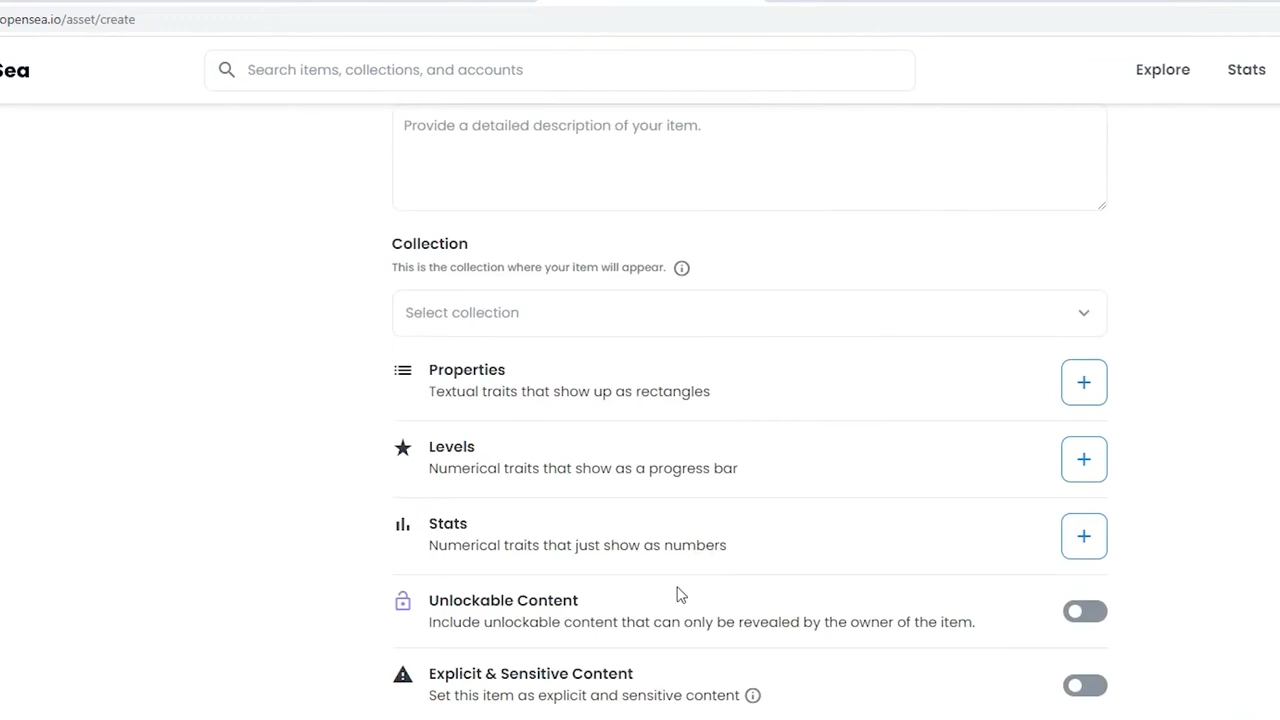 opensea.io/asset/create
Sea
Search items, collections, and accounts
Explore
Stats
Provide a detailed description of your item.
Collection
This is the collection where your item will appear.
Select collection
Properties
Textual traits that show up as rectangles
Levels
Numerical traits that show as a progress bar
Stats
Numerical traits that just show as numbers
Unlockable Content
Include unlockable content that can only be revealed by the owner of the item.
Explicit & Sensitive Content
Set this item as explicit and sensitive content